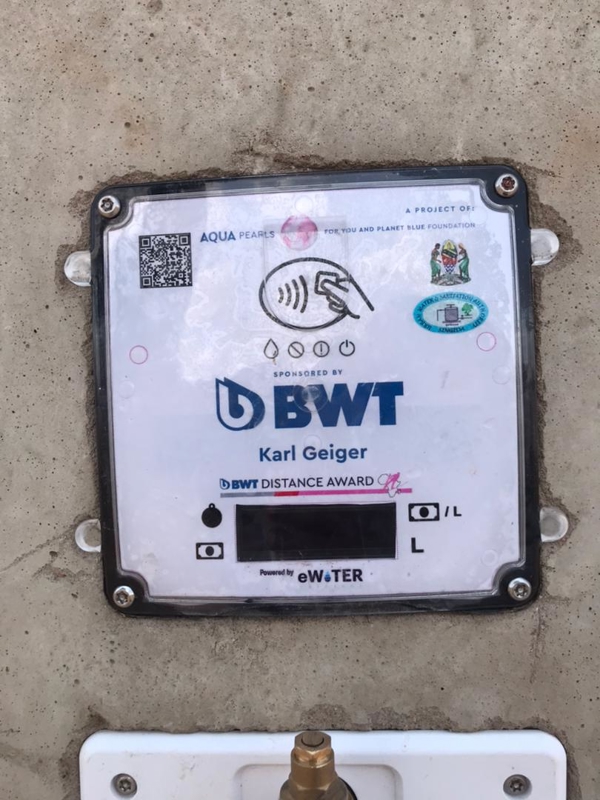 A PROJECT OF:
AQUA PEARLS
FOR YOU AND PLANET BLUE FOUNDATION
SPONSORED BY
BWT
Karl Geiger
BWT DISTANCE AWARD
/ L
L
Powered by eWATER